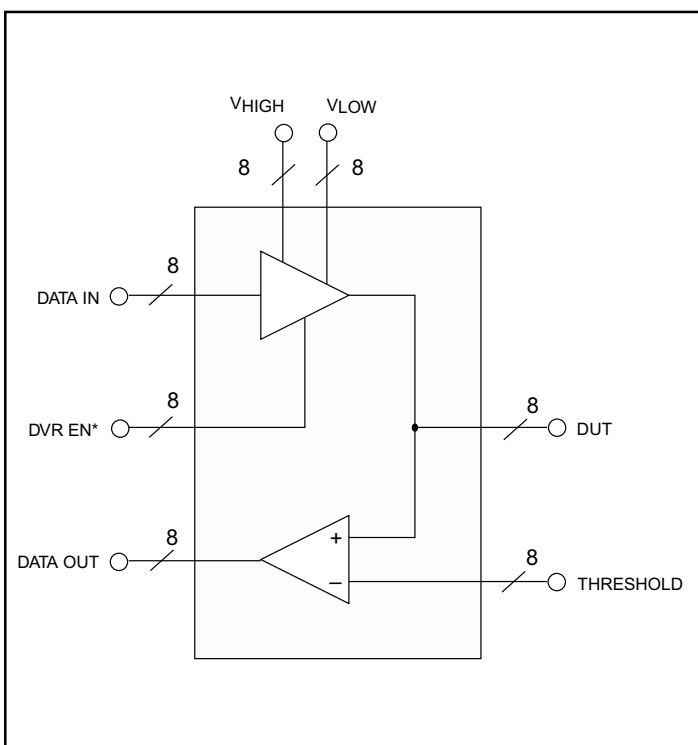 VHIGH VLOW
8 8
DATA IN 8
DVR EN* 8
8 DUT
+
DATA OUT 8
–
8 THRESHOLD